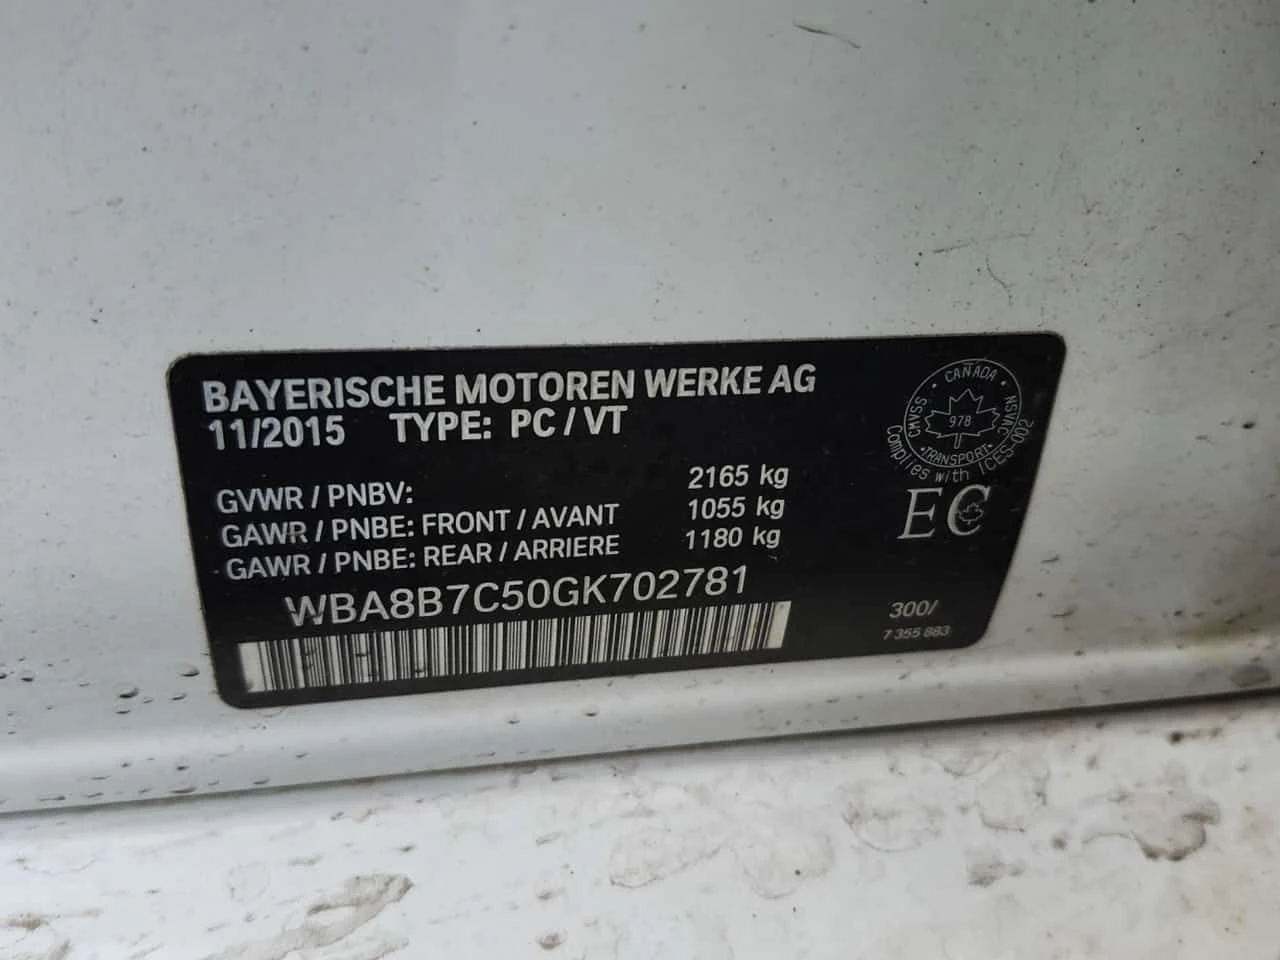 BAYERISCHE MOTOREN WERKE AG
11/2015 TYPE: PC / VT
GVWR / PNBV: 2165 kg
GAWR / PNBE: FRONT / AVANT 1055 kg
GAWR / PNBE: REAR / ARRIERE 1180 kg
WBA8B7C50GK702781
CANADA
CMVSS
NSVAC
978
TRANSPORT
Complies with ICES-002
EC
300/
7 355 883